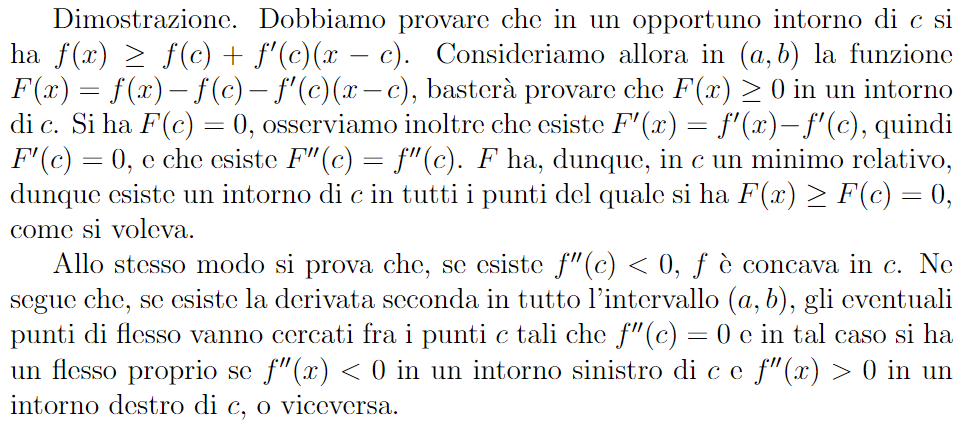 Dimostrazione. Dobbiamo provare che in un opportuno intorno di c si
ha f(x) ≥ f(c) + f′(c)(x − c). Consideriamo allora in (a, b) la funzione
F(x) = f(x)−f(c)−f′(c)(x−c), basterà provare che F(x) ≥ 0 in un intorno
di c. Si ha F(c) = 0, osserviamo inoltre che esiste F′(x) = f′(x)−f′(c), quindi
F′(c) = 0, e che esiste F″(c) = f″(c). F ha, dunque, in c un minimo relativo,
dunque esiste un intorno di c in tutti i punti del quale si ha F(x) ≥ F(c) = 0,
come si voleva.
Allo stesso modo si prova che, se esiste f″(c) < 0, f è concava in c. Ne
segue che, se esiste la derivata seconda in tutto l'intervallo (a, b), gli eventuali
punti di flesso vanno cercati fra i punti c tali che f″(c) = 0 e in tal caso si ha
un flesso proprio se f″(x) < 0 in un intorno sinistro di c e f″(x) > 0 in un
intorno destro di c, o viceversa.